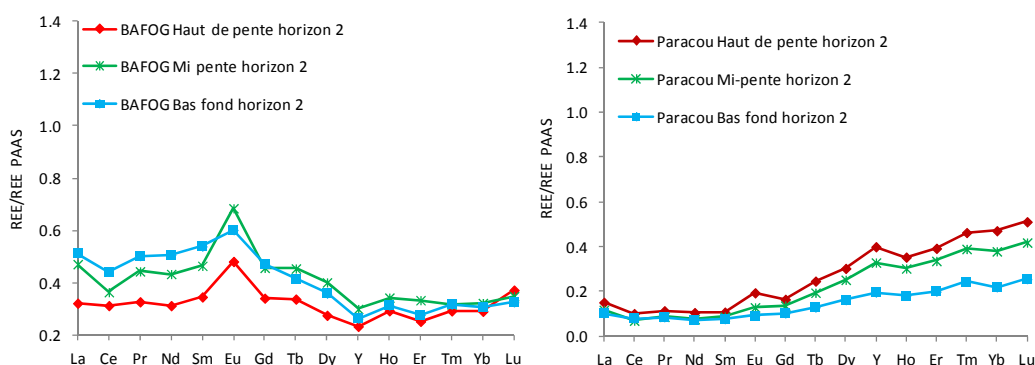 1.4
1.2
1.0
0.8
0.6
0.4
0.2
REE/REE PAAS
BAFOG Haut de pente horizon 2
BAFOG Mi pente horizon 2
BAFOG Bas fond horizon 2
La Ce Pr Nd Sm Eu Gd Tb Dy Y Ho Er Tm Yb Lu
1.4
1.2
1.0
0.8
0.6
0.4
0.2
0.0
REE/REE PAAS
Paracou Haut de pente horizon 2
Paracou Mi-pente horizon 2
Paracou Bas fond horizon 2
La Ce Pr Nd Sm Eu Gd Tb Dy Y Ho Er Tm Yb Lu